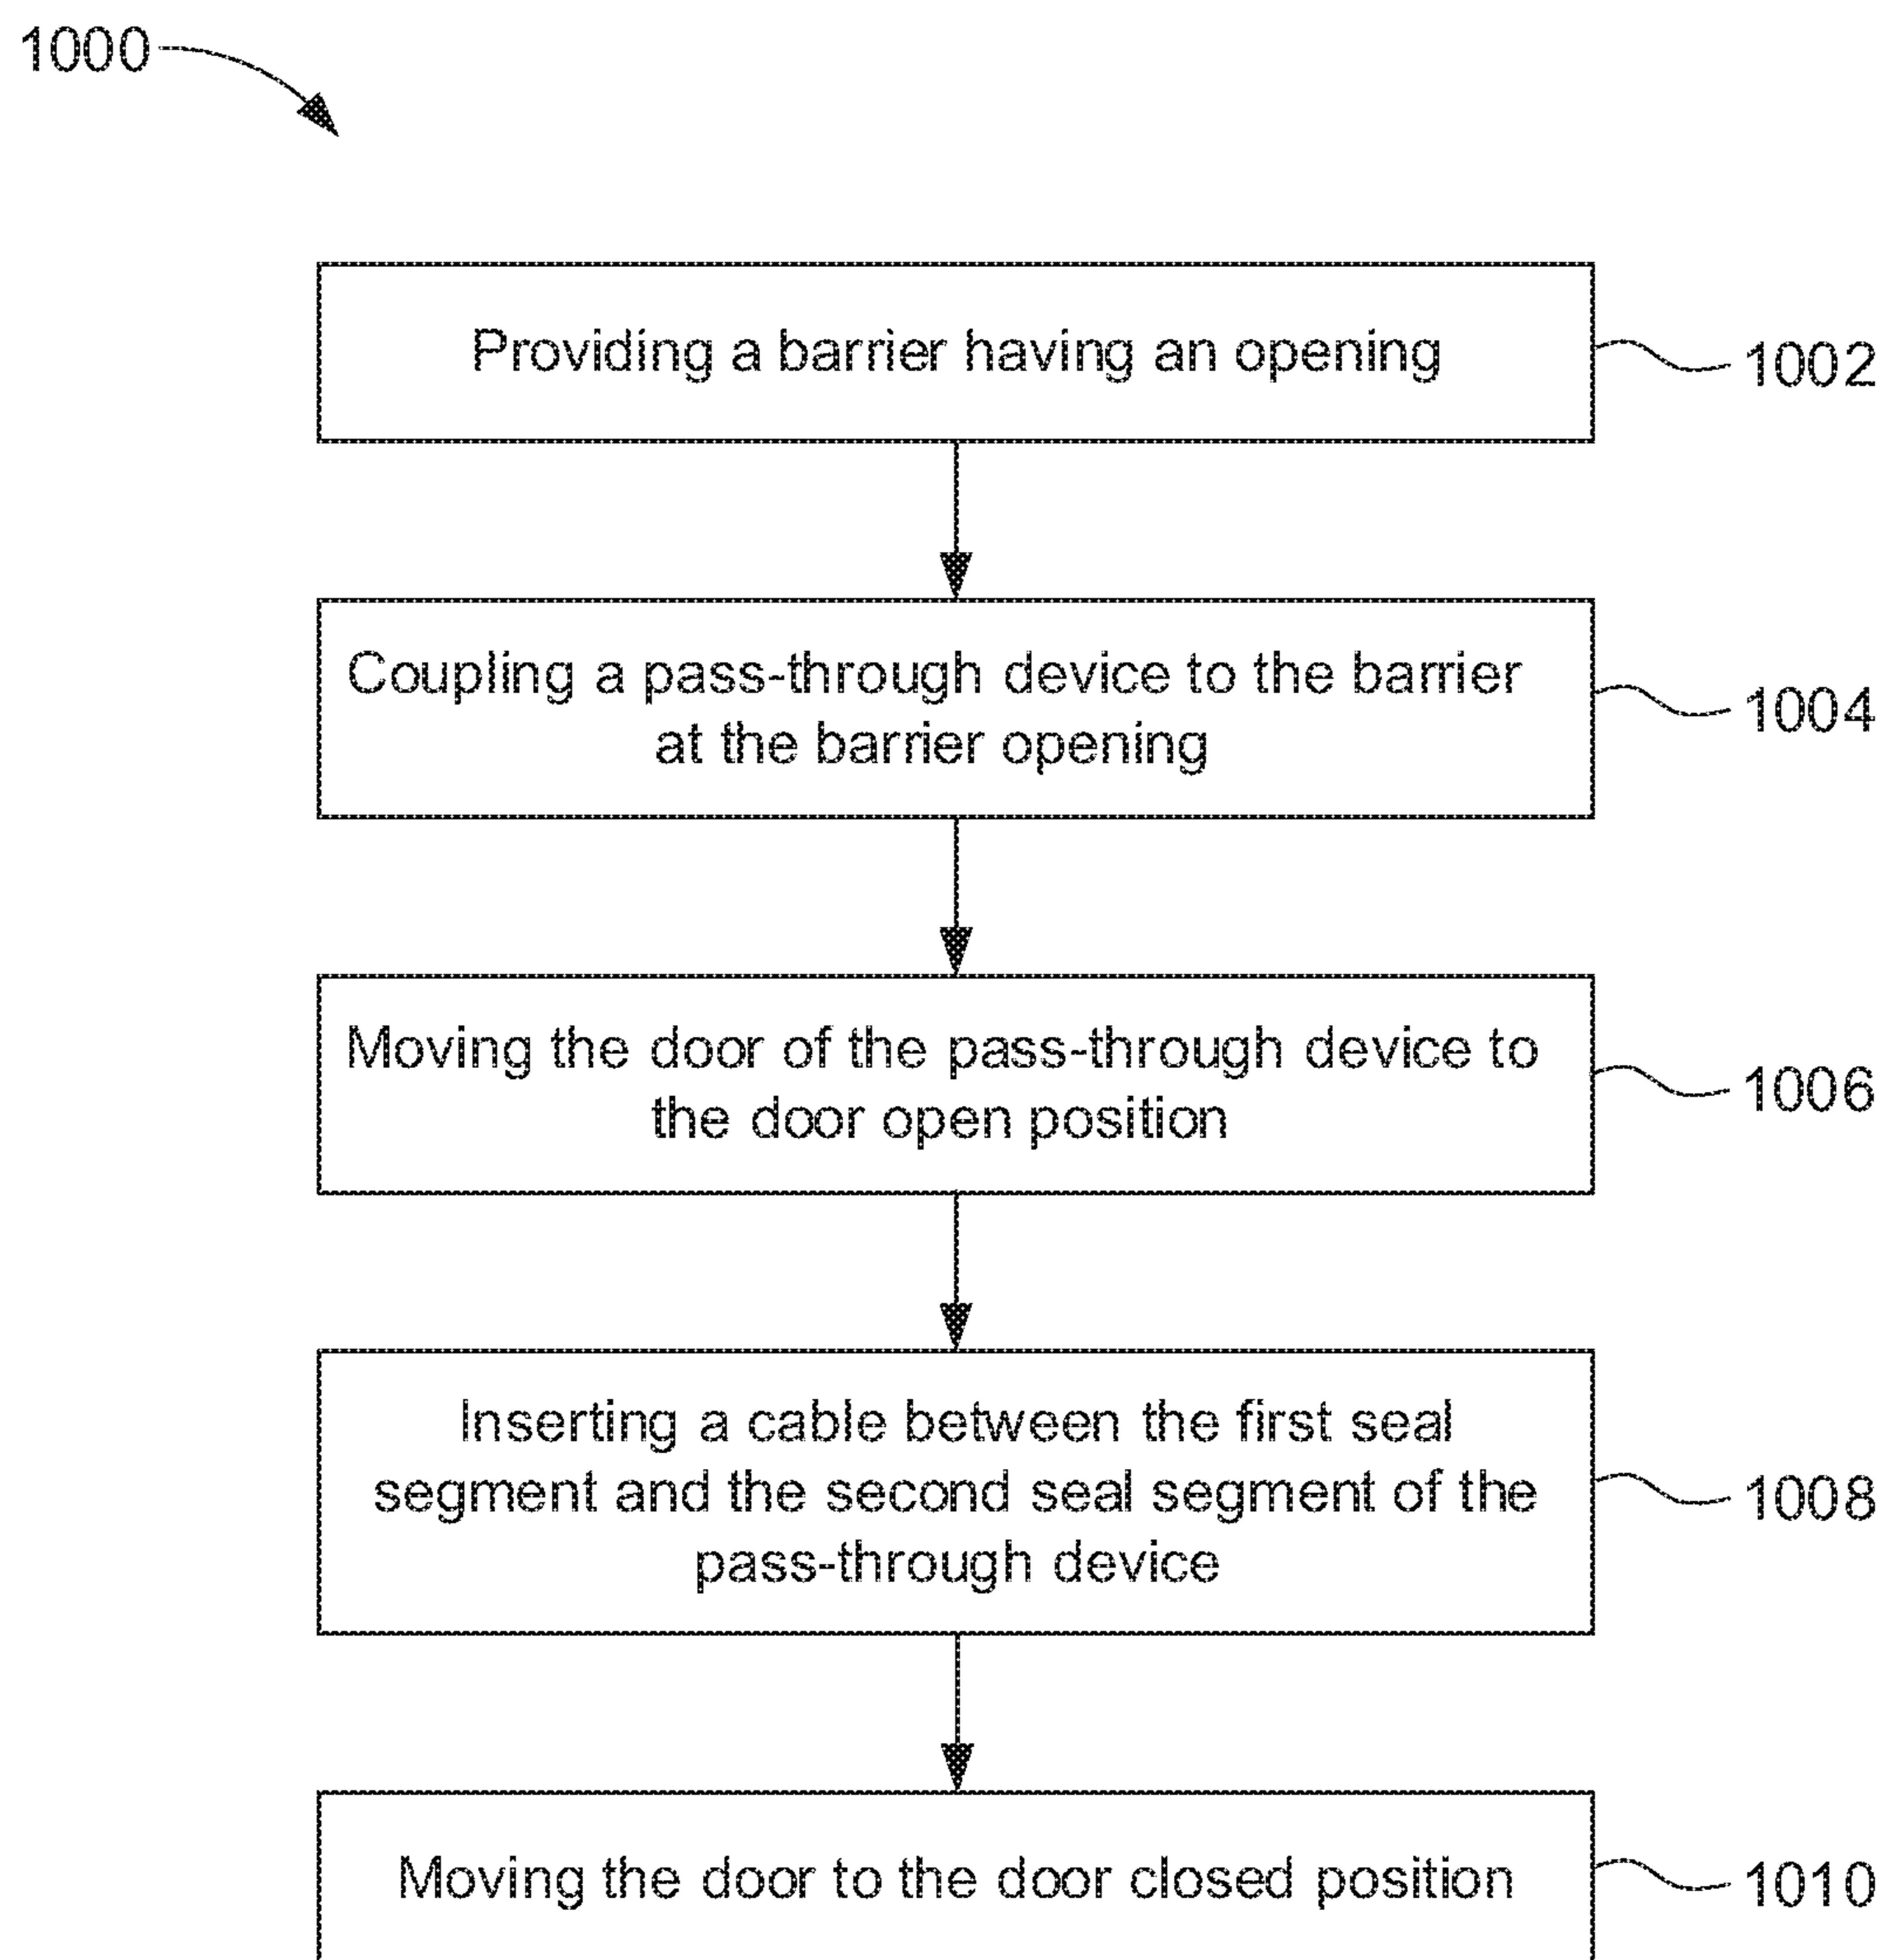 1000
Providing a barrier having an opening
1002
Coupling a pass-through device to the barrier
at the barrier opening
1004
Moving the door of the pass-through device to
the door open position
1006
Inserting a cable between the first seal
segment and the second seal segment of the
pass-through device
1008
Moving the door to the door closed position
1010